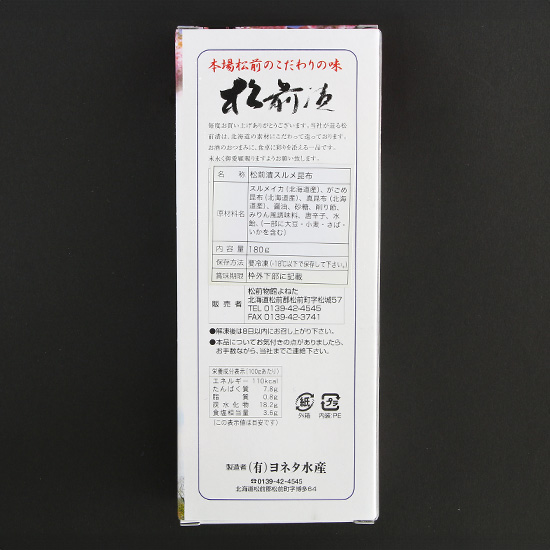 本場松前のこだわりの味
松前漬
毎度お買い上げありがとうございます。当社が造る松
前漬は、北海道の素材にこだわって造っております。
お酒のおつまみに、食卓に彩りを添える一品です。
末永く御愛顧賜りますようお願い致します。
名 称 松前漬スルメ昆布
原材料名 スルメイカ(北海道産)、がごめ
昆布(北海道産)、真昆布(北海
道産)、醤油、砂糖、削り節、
みりん風調味料、唐辛子、水
飴、(一部に大豆・小麦・さば・
いかを含む)
内容量 180g
保存方法 要冷凍(-18℃以下で保存して下さい。)
賞味期限 枠外下部に記載
販売者 松前物館よねた
北海道松前郡松前町字松城57
TEL 0139-42-4545
FAX 0139-42-3741
●解凍後は8日以内にお召し上がり下さい。
●本品についてお気付きの点がありましたら、
お手数ながら、当社までご連絡下さい。
栄養成分表示(100gあたり)
エネルギー 110kcal
たんぱく質 7.8g
脂質 0.8g
炭水化物 18.2g
食塩相当量 3.6g
(この表示値は目安です)
紙 プラ
外箱 内装:PE
製造者 (有)ヨネタ水産
☎0139-42-4545
北海道松前郡松前町字博多64